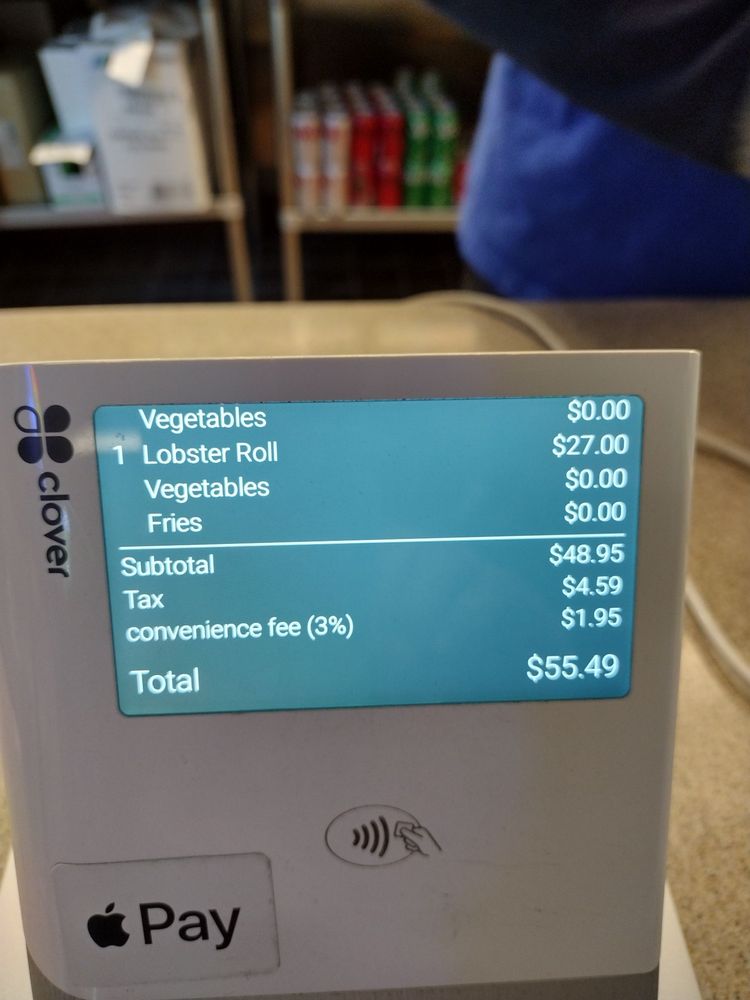 Vegetables $0.00
1 Lobster Roll $27.00
Vegetables $0.00
Fries $0.00
Subtotal $48.95
Tax $4.59
convenience fee (3%) $1.95
Total $55.49
clover
Pay